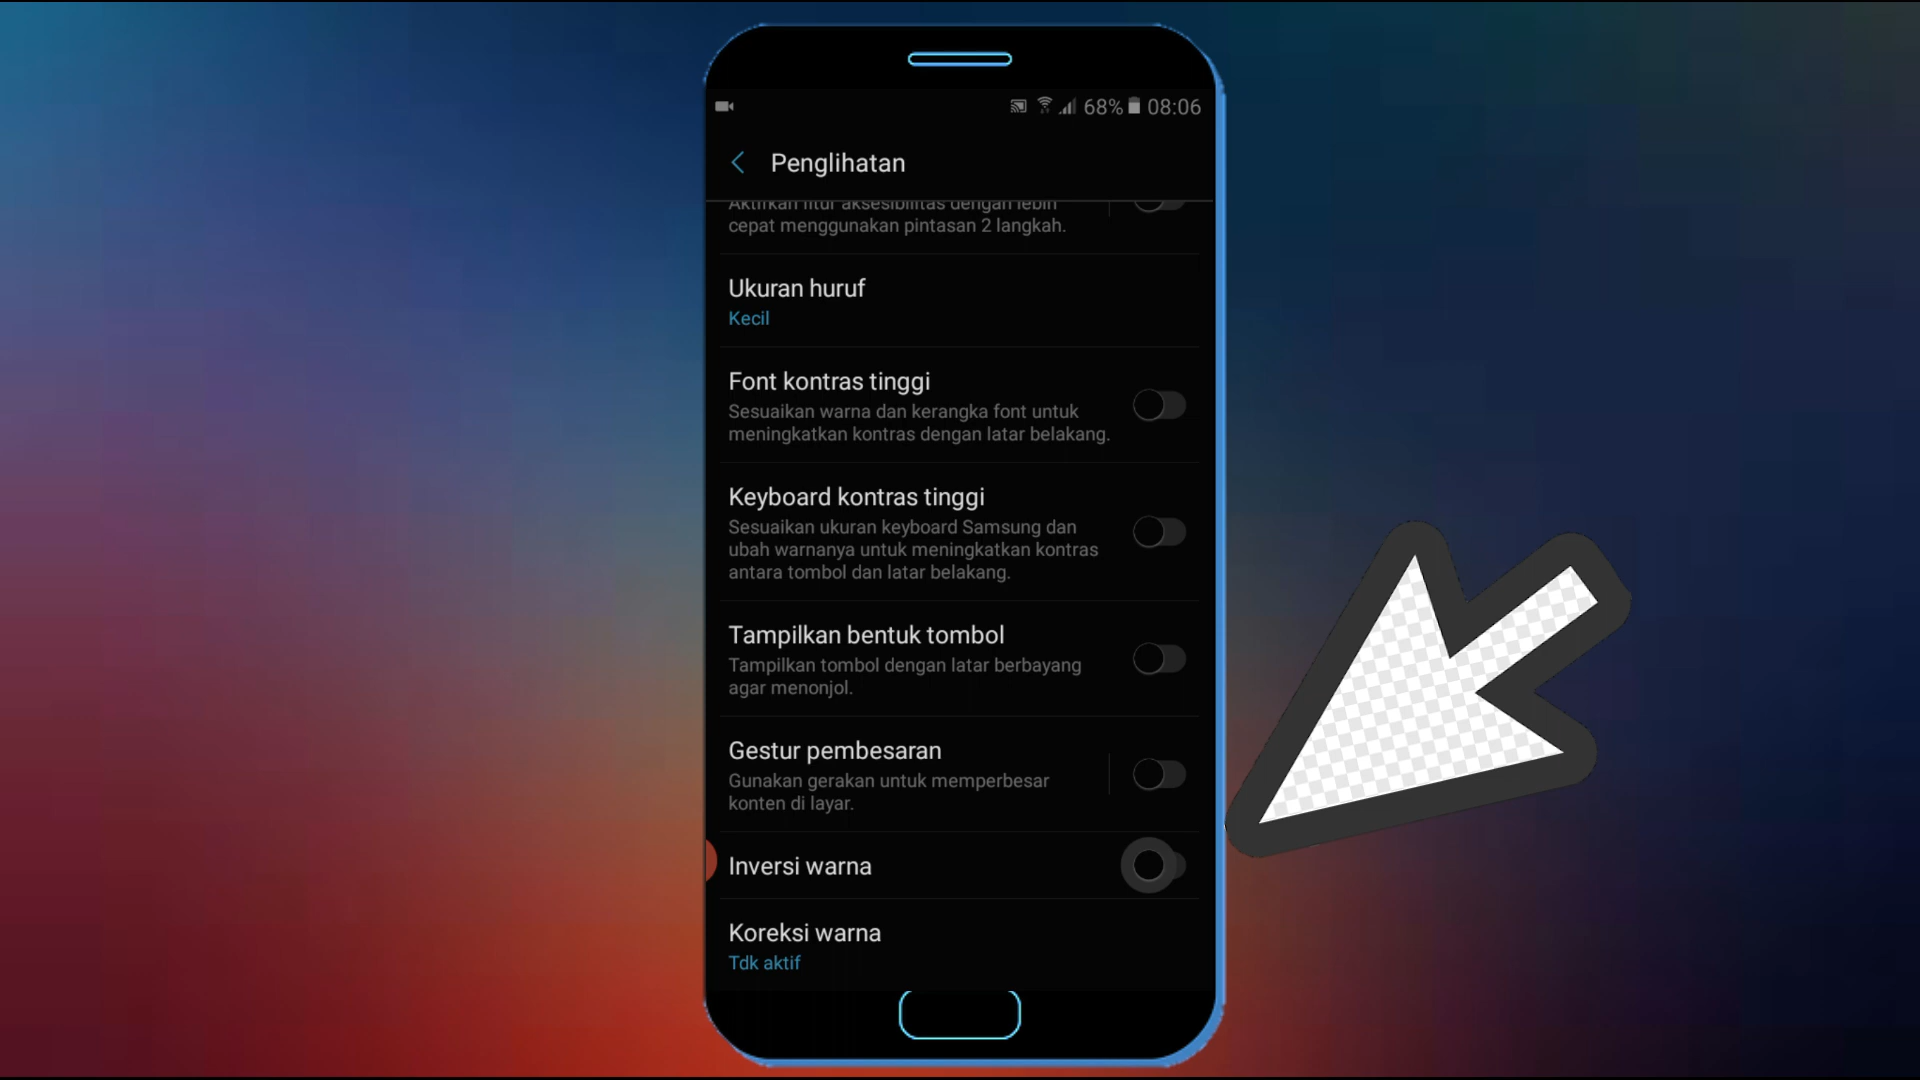 68% 08:06
Penglihatan
Aktifkan fitur aksesibilitas dengan lebih
cepat menggunakan pintasan 2 langkah.
Ukuran huruf
Kecil
Font kontras tinggi
Sesuaikan warna dan kerangka font untuk
meningkatkan kontras dengan latar belakang.
Keyboard kontras tinggi
Sesuaikan ukuran keyboard Samsung dan
ubah warnanya untuk meningkatkan kontras
antara tombol dan latar belakang.
Tampilkan bentuk tombol
Tampilkan tombol dengan latar berbayang
agar menonjol.
Gestur pembesaran
Gunakan gerakan untuk memperbesar
konten di layar.
Inversi warna
Koreksi warna
Tdk aktif